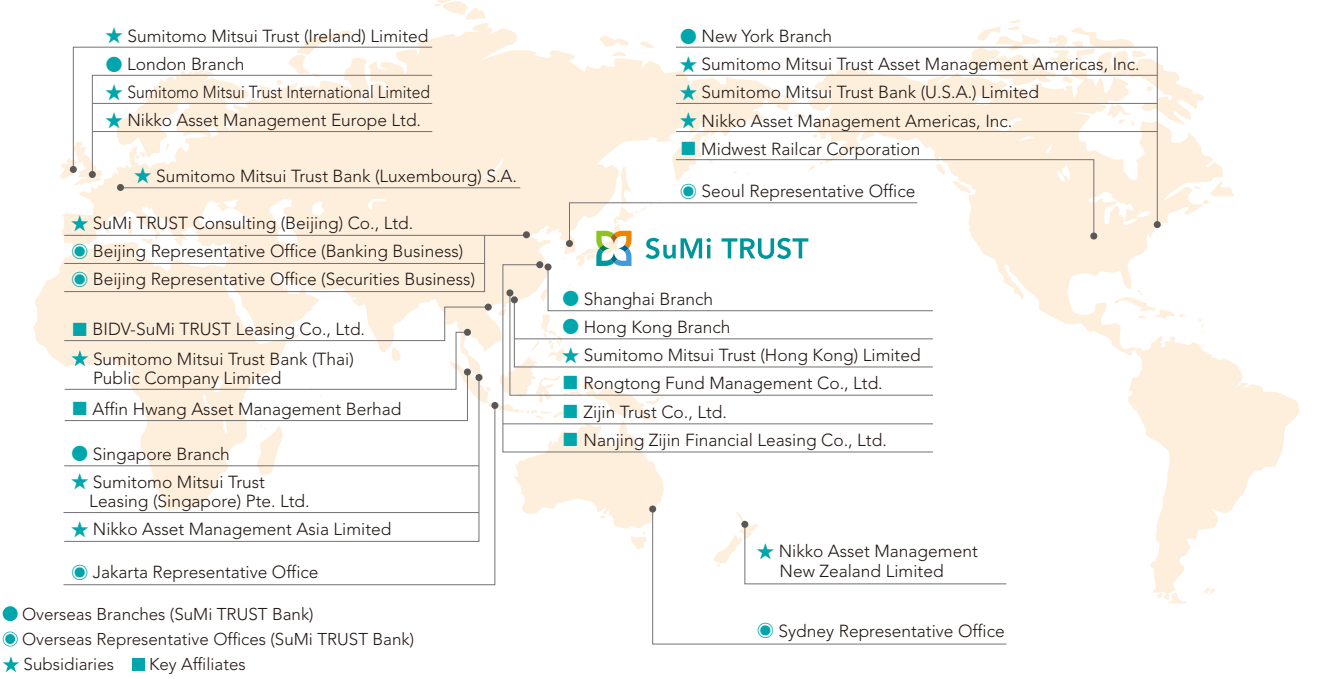 Sumitomo Mitsui Trust (Ireland) Limited
London Branch
Sumitomo Mitsui Trust International Limited
Nikko Asset Management Europe Ltd.
Sumitomo Mitsui Trust Bank (Luxembourg) S.A.
SuMi TRUST Consulting (Beijing) Co., Ltd.
Beijing Representative Office (Banking Business)
Beijing Representative Office (Securities Business)
BIDV-SuMi TRUST Leasing Co., Ltd.
Sumitomo Mitsui Trust Bank (Thai)
Public Company Limited
Affin Hwang Asset Management Berhad
Singapore Branch
Sumitomo Mitsui Trust
Leasing (Singapore) Pte. Ltd.
Nikko Asset Management Asia Limited
Jakarta Representative Office
New York Branch
Sumitomo Mitsui Trust Asset Management Americas, Inc.
Sumitomo Mitsui Trust Bank (U.S.A.) Limited
Nikko Asset Management Americas, Inc.
Midwest Railcar Corporation
Seoul Representative Office
SuMi TRUST
Shanghai Branch
Hong Kong Branch
Sumitomo Mitsui Trust (Hong Kong) Limited
Rongtong Fund Management Co., Ltd.
Zijin Trust Co., Ltd.
Nanjing Zijin Financial Leasing Co., Ltd.
Nikko Asset Management
New Zealand Limited
Sydney Representative Office
Overseas Branches (SuMi TRUST Bank)
Overseas Representative Offices (SuMi TRUST Bank)
Subsidiaries Key Affiliates